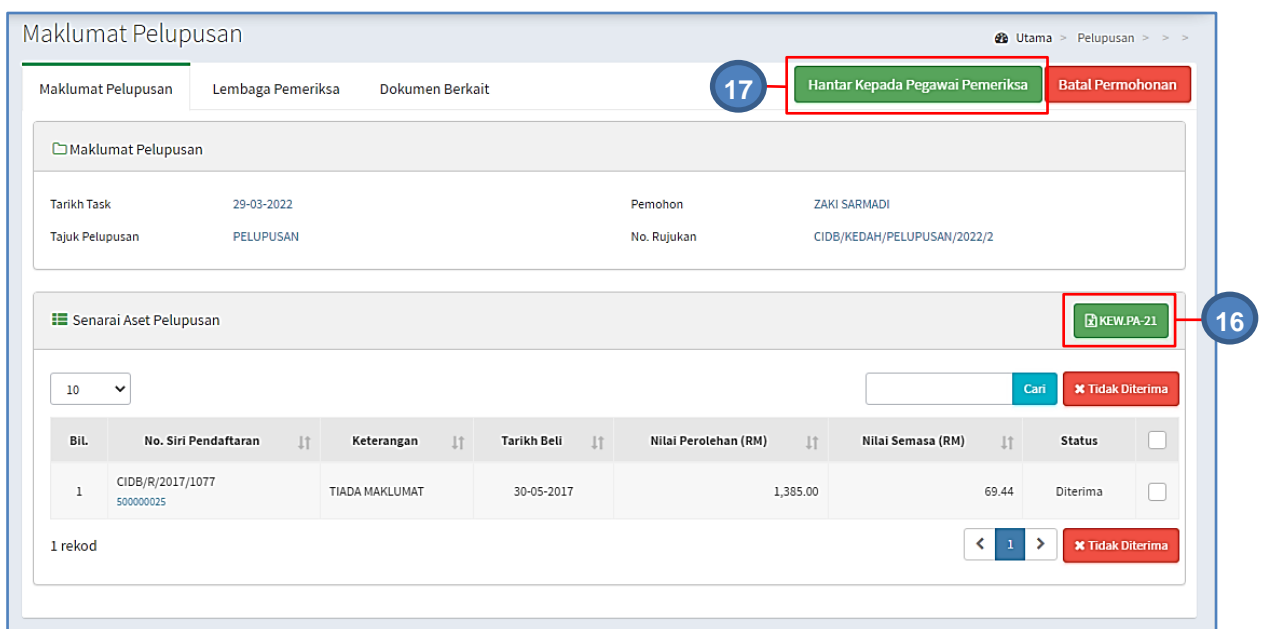 Maklumat Pelupusan
Utama > Pelupusan > > >
Maklumat Pelupusan Lembaga Pemeriksa Dokumen Berkait 17 Hantar Kepada Pegawai Pemeriksa Batal Permohonan
Maklumat Pelupusan
Tarikh Task 29-03-2022 Pemohon ZAKI SARMADI
Tajuk Pelupusan PELUPUSAN No. Rujukan CIDB/KEDAH/PELUPUSAN/2022/2
Senarai Aset Pelupusan KEW.PA-21 16
10 Cari Tidak Diterima
Bil. No. Siri Pendaftaran Keterangan Tarikh Beli Nilai Perolehan (RM) Nilai Semasa (RM) Status
1 CIDB/R/2017/1077 TIADA MAKLUMAT 30-05-2017 1,385.00 69.44 Diterima
500000025
1 rekod 1 Tidak Diterima